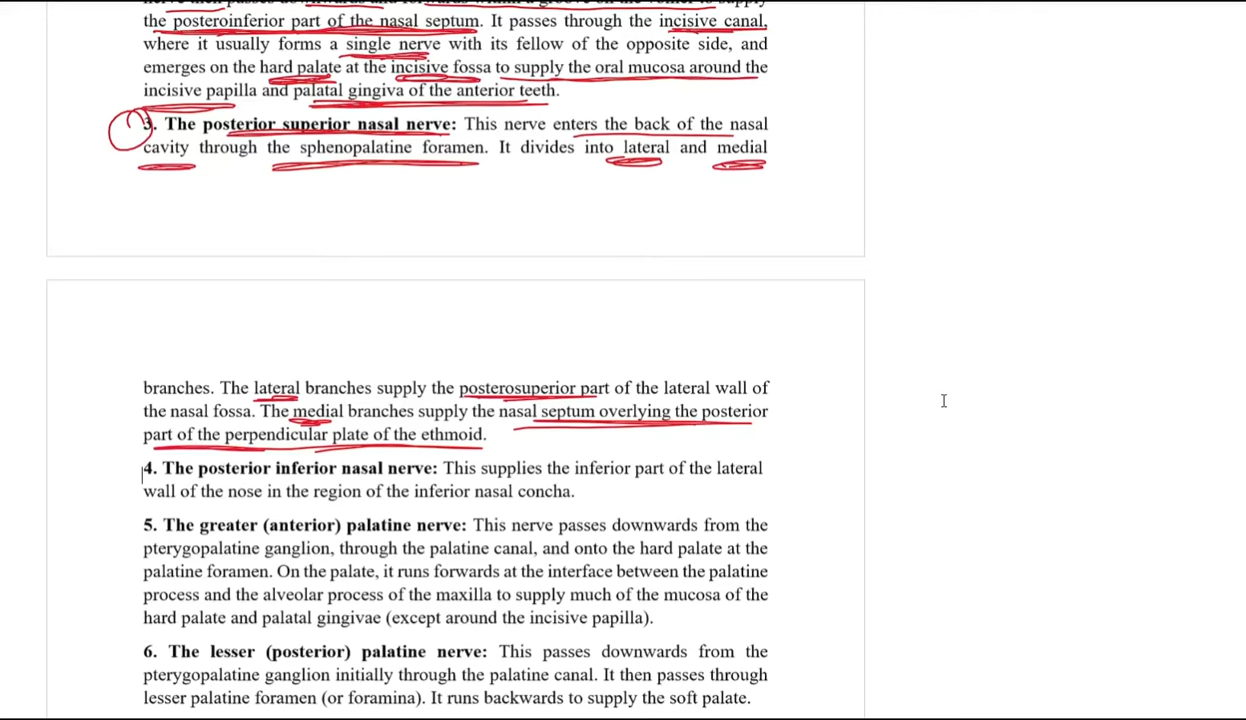 the posteroinferior part of the nasal septum. It passes through the incisive canal,
where it usually forms a single nerve with its fellow of the opposite side, and
emerges on the hard palate at the incisive fossa to supply the oral mucosa around the
incisive papilla and palatal gingiva of the anterior teeth.
3. The posterior superior nasal nerve: This nerve enters the back of the nasal
cavity through the sphenopalatine foramen. It divides into lateral and medial
branches. The lateral branches supply the posterosuperior part of the lateral wall of
the nasal fossa. The medial branches supply the nasal septum overlying the posterior
part of the perpendicular plate of the ethmoid.
4. The posterior inferior nasal nerve: This supplies the inferior part of the lateral
wall of the nose in the region of the inferior nasal concha.
5. The greater (anterior) palatine nerve: This nerve passes downwards from the
pterygopalatine ganglion, through the palatine canal, and onto the hard palate at the
palatine foramen. On the palate, it runs forwards at the interface between the palatine
process and the alveolar process of the maxilla to supply much of the mucosa of the
hard palate and palatal gingivae (except around the incisive papilla).
6. The lesser (posterior) palatine nerve: This passes downwards from the
pterygopalatine ganglion initially through the palatine canal. It then passes through
lesser palatine foramen (or foramina). It runs backwards to supply the soft palate.